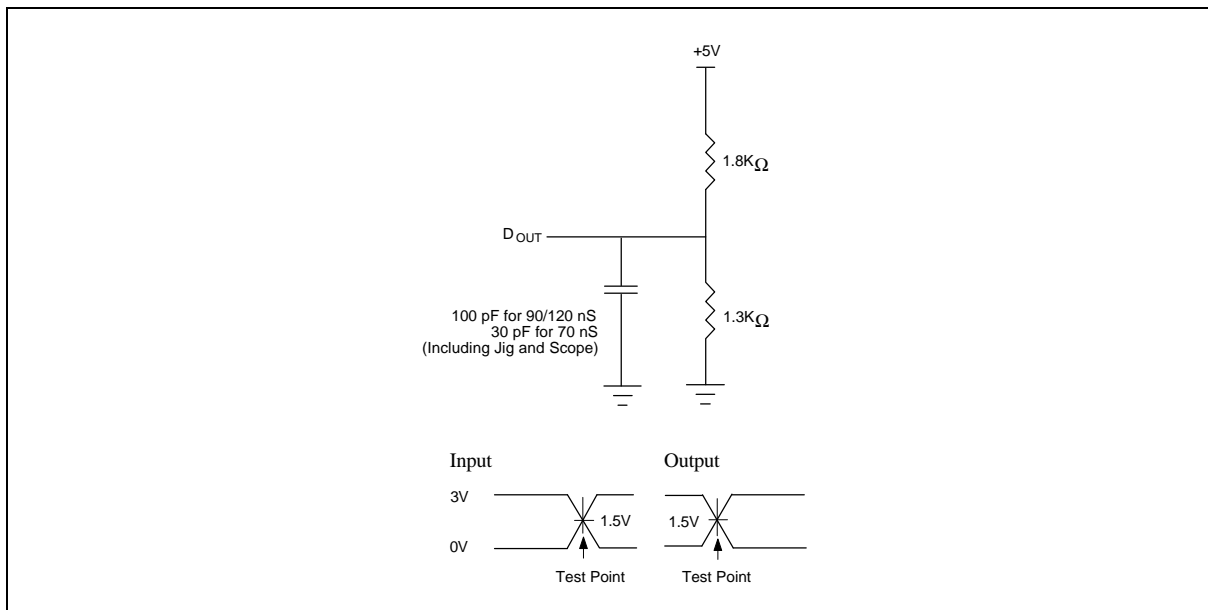 +5V
1.8KΩ
D OUT
100 pF for 90/120 nS
30 pF for 70 nS
(Including Jig and Scope)
1.3KΩ
Input Output
3V
1.5V 1.5V
0V
Test Point Test Point